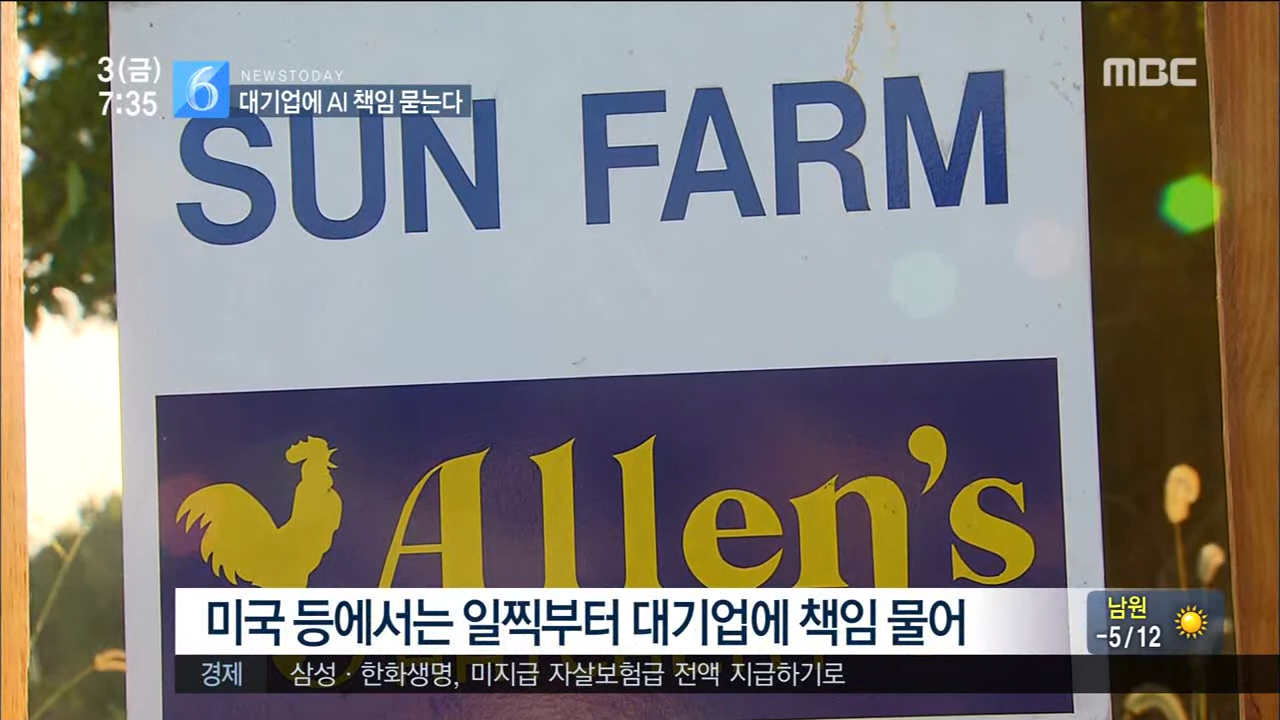 3(금)
7:35
6
NEWSTODAY
대기업에 AI 책임 묻는다
MBC
SUN FARM
Allen's
미국 등에서는 일찍부터 대기업에 책임 물어
남원
-5/12
경제 삼성·한화생명, 미지급 자살보험금 전액 지급하기로